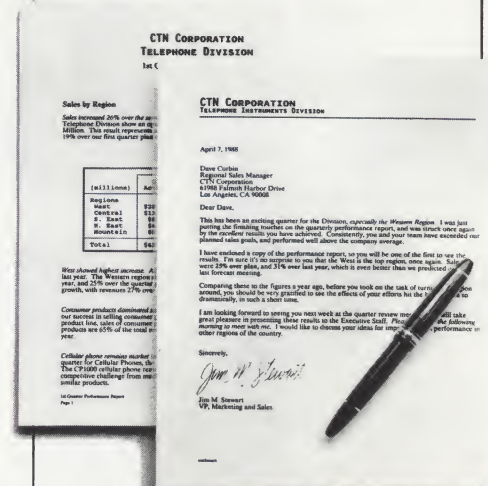 CTN CORPORATION
TELEPHONE DIVISION
1st
Sales by Region
Sales increased 26% over the
Telephone Division show an
Million. This result represents
19% over our first quarter plan
(millions)
Regions
West
Central
S. East
N. East
Mountain
Total
West showed highest increase.
last year. The Western region
year, and 25% over the quarter
growth, with revenues 27% over
Consumer products dominated
our success in selling consumer
product line, sales of consumer
products are 65% of the total
year.
Cellular phone remains market
quarter for Cellular Phones, the
The CP1000 cellular phone
competitive challenge from
similar products.
1st Quarter Performance Report
Page 1
CTN CORPORATION
TELEPHONE INSTRUMENTS DIVISION
April 7, 1988
Dave Corbin
Regional Sales Manager
CTN Corporation
61988 Falmuth Harbor Drive
Los Angeles, CA 90008
Dear Dave,
This has been an exciting quarter for the Division, especially the Western Region. I was just
putting the finishing touches on the quarterly performance report, and was struck once again
by the excellent results you have achieved. Consistently, you and your team have exceeded our
planned sales goals, and performed well above the company average.
I have enclosed a copy of the performance report, so you will be one of the first to see the
results. I'm sure it's no surprise to you that the West is the top region, once again. Sales
were 25% over plan, and 31% over last year, which is even better than we predicted
last forecast meeting.
Comparing these to the figures a year ago, before you took on the task of
around, you should be very gratified to see the effects of your efforts hit the so
dramatically, in such a short time.
I am looking forward to seeing you next week at the quarter review take
great pleasure in presenting these results to the Executive Staff. the following
morning to meet with me. I would like to discuss your ideas for performance in
other regions of the country.
Sincerely,
Jim M. Stewart
Jim M. Stewart
VP, Marketing and Sales